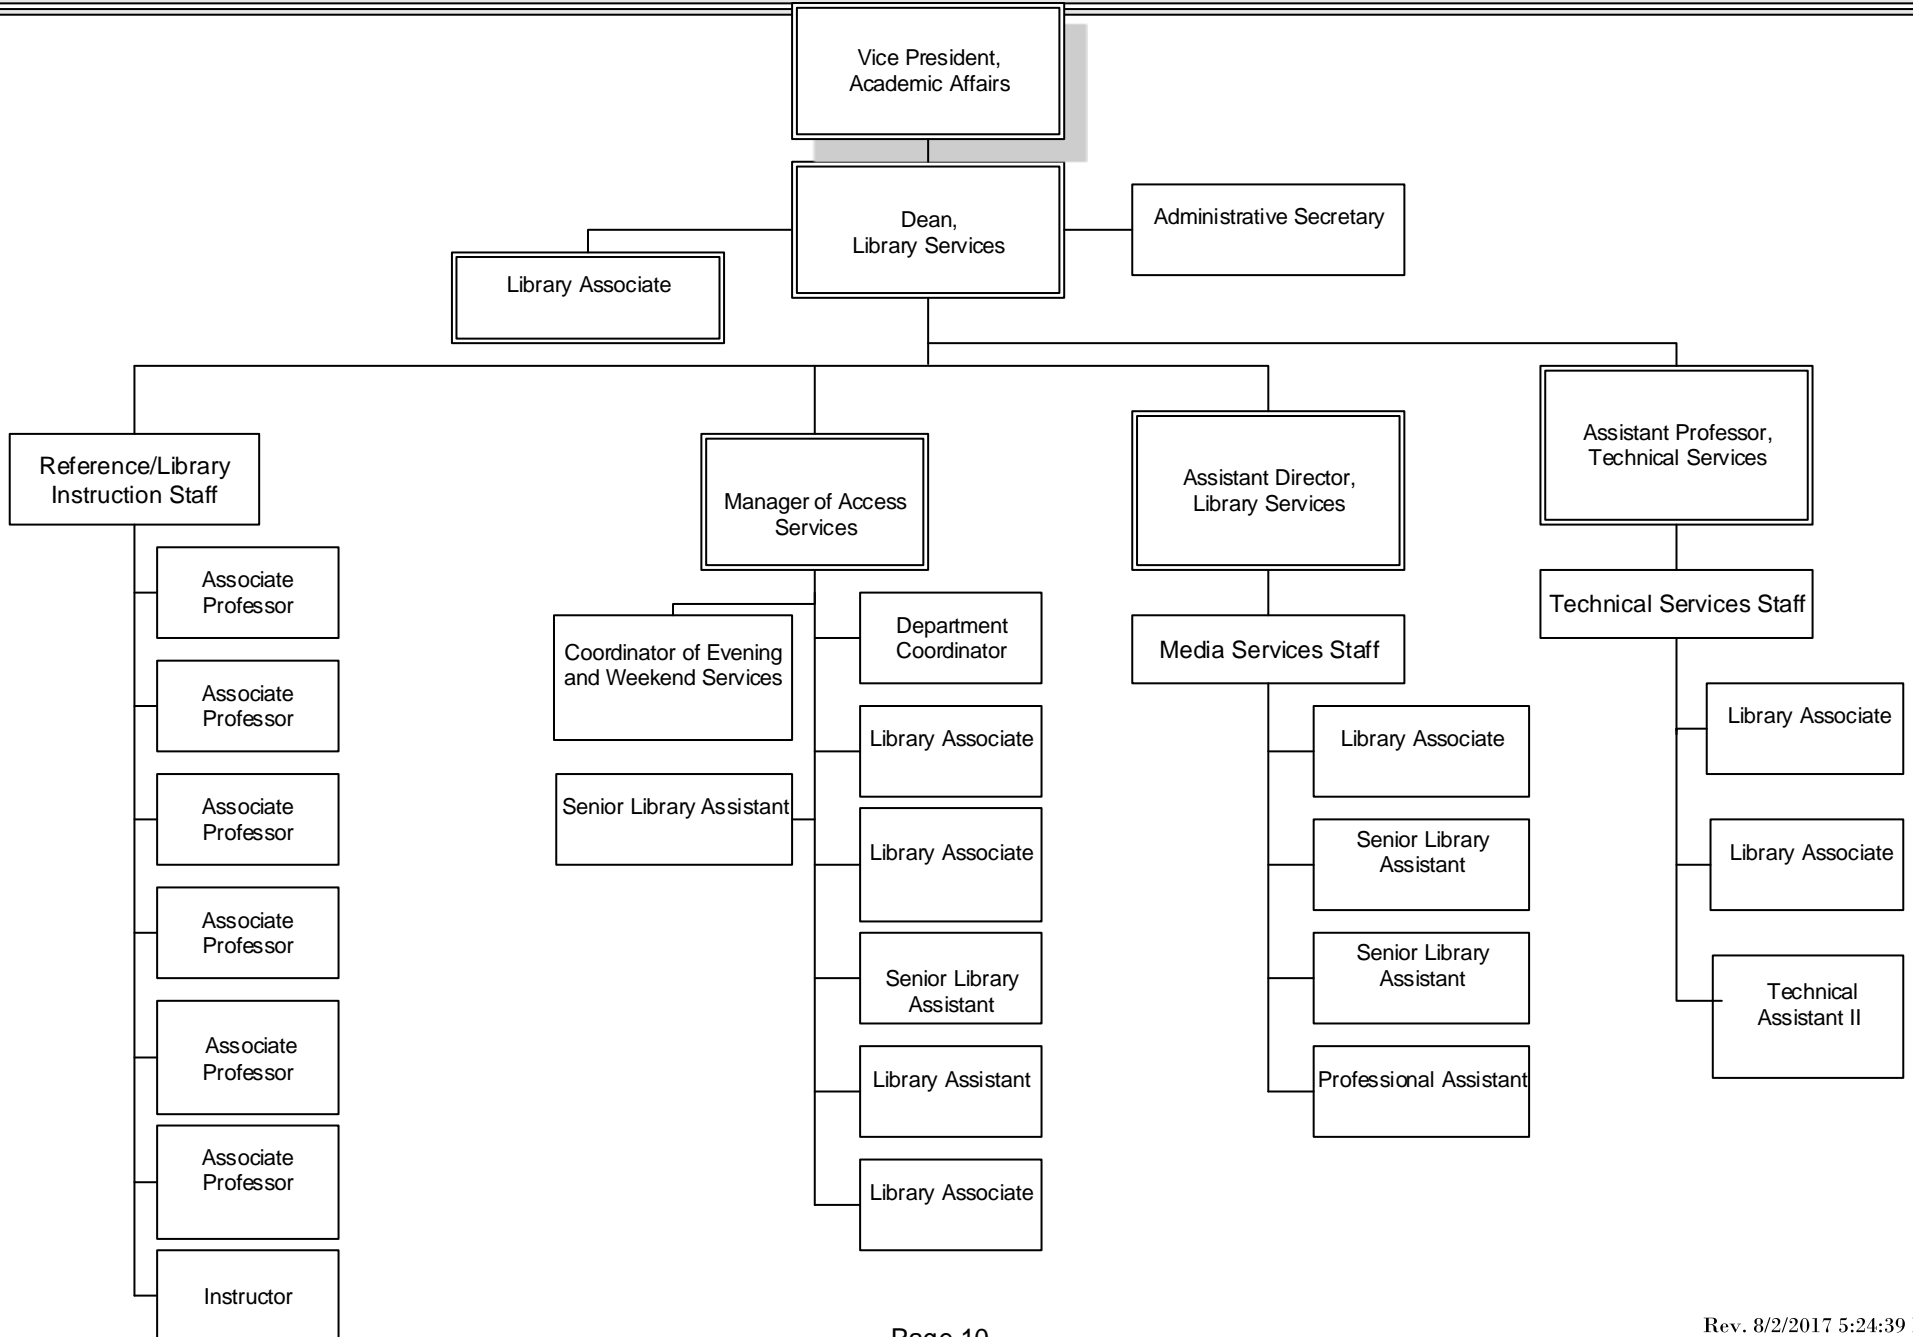 Vice President,
Academic Affairs
Dean,
Library Services
Administrative Secretary
Library Associate
Reference/Library
Instruction Staff
Associate
Professor
Associate
Professor
Associate
Professor
Associate
Professor
Associate
Professor
Associate
Professor
Instructor
Manager of Access
Services
Coordinator of Evening
and Weekend Services
Senior Library Assistant
Department
Coordinator
Library Associate
Library Associate
Senior Library
Assistant
Library Assistant
Library Associate
Assistant Director,
Library Services
Media Services Staff
Library Associate
Senior Library
Assistant
Senior Library
Assistant
Professional Assistant
Assistant Professor,
Technical Services
Technical Services Staff
Library Associate
Library Associate
Technical
Assistant II
Page 10
Rev. 8/2/2017 5:24:39